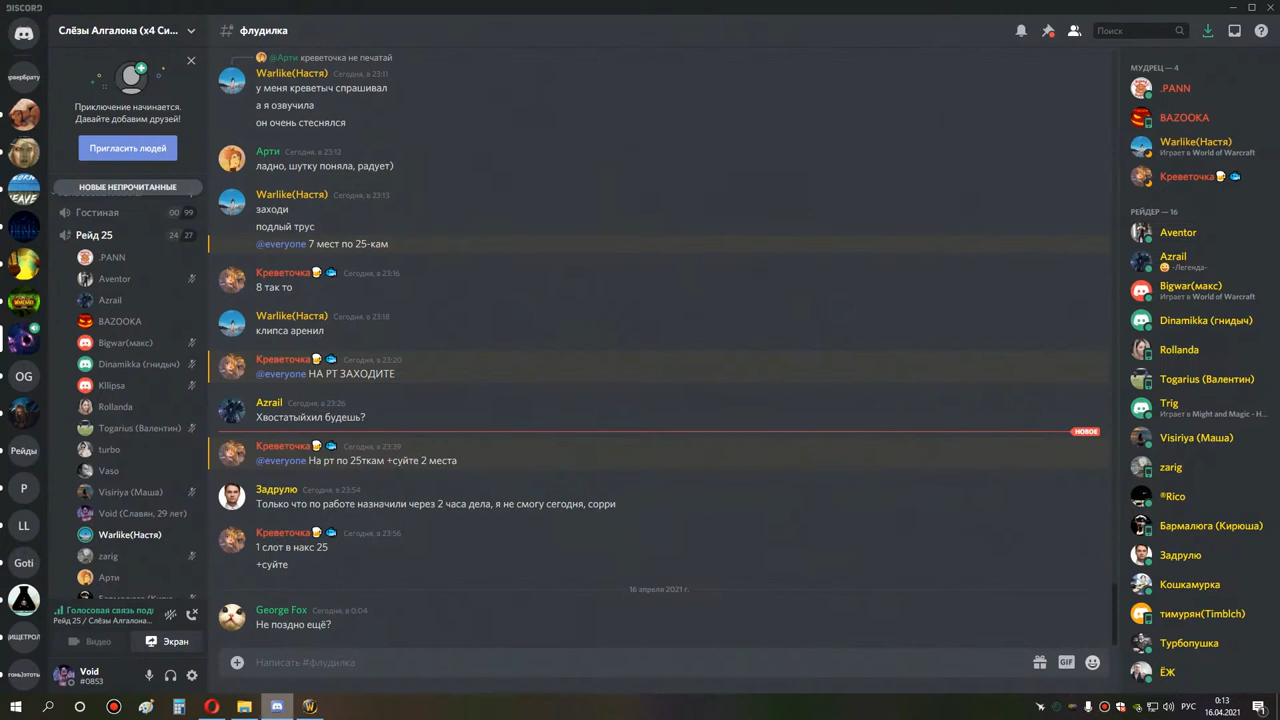 DISCORD
Слёзы Алгалона (x4 Си...
Приключение начинается.
Давайте добавим друзей!
Пригласить людей
НОВЫЕ НЕПРОЧИТАННЫЕ
Гостиная 00 99
Рейд 25 24 27
.PANN
Aventor
Azrail
BAZOOKA
Bigwar(макс)
Dinamikka (гнидыч)
Kllipsa
Rollanda
Togarius (Валентин)
turbo
Vaso
Visiriya (Маша)
Void (Славян, 29 лет)
Warlike(Настя)
zarig
Арти
Голосовая связь под
Рейд 25 / Слёзы Алгалона...
Видео
Экран
Void
#0853
OG
Рейды
P
LL
Goti
флудилка
Поиск
@Арти креветочка не печатай
Warlike(Настя) Сегодня, в 23:11
у меня креветыч спрашивал
а я озвучила
он очень стеснялся
Арти Сегодня, в 23:12
ладно, шутку поняла, радует)
Warlike(Настя) Сегодня, в 23:13
заходи
подлый трус
@everyone 7 мест по 25-кам
Креветочка🍺🐟 Сегодня, в 23:16
8 так то
Warlike(Настя) Сегодня, в 23:18
клипса аренил
Креветочка🍺🐟 Сегодня, в 23:20
@everyone НА РТ ЗАХОДИТЕ
Azrail Сегодня, в 23:26
Хвостатыйхил будешь?
НОВОЕ
Креветочка🍺🐟 Сегодня, в 23:39
@everyone На рт по 25ткам +суйте 2 места
Задрулю Сегодня, в 23:54
Только что по работе назначили через 2 часа дела, я не смогу сегодня, сорри
Креветочка🍺🐟 Сегодня, в 23:56
1 слот в накс 25
+суйте
16 апреля 2021 г.
George Fox Сегодня, в 0:04
Не поздно ещё?
Написать #флудилка
GIF
МУДРЕЦ — 4
.PANN
BAZOOKA
Warlike(Настя)
Играет в World of Warcraft
Креветочка🍺🐟
РЕЙДЕР — 16
Aventor
Azrail
-Легенда-
Bigwar(макс)
Играет в World of Warcraft
Dinamikka (гнидыч)
Rollanda
Togarius (Валентин)
Trig
Играет в Might and Magic - H...
Visiriya (Маша)
zarig
®Rico
Бармалюга (Кирюша)
Задрулю
Кошкамурка
тимурян(Timblch)
Турбопушка
ЁЖ
РУС
0:13
16.04.2021